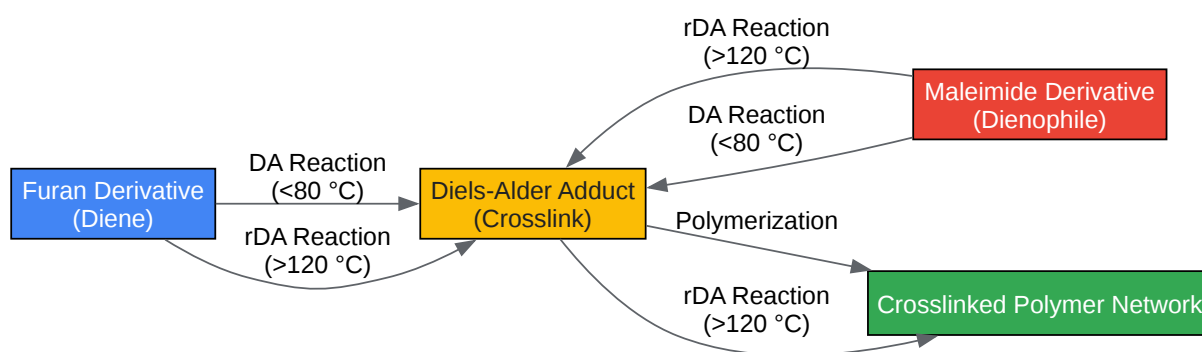 rDA Reaction
(>120 °C)
Maleimide Derivative
(Dienophile)
DA Reaction
(<80 °C)
DA Reaction
(<80 °C)
Furan Derivative
(Diene)
Diels-Alder Adduct
(Crosslink)
rDA Reaction
(>120 °C)
Polymerization
rDA Reaction
(>120 °C)
Crosslinked Polymer Network